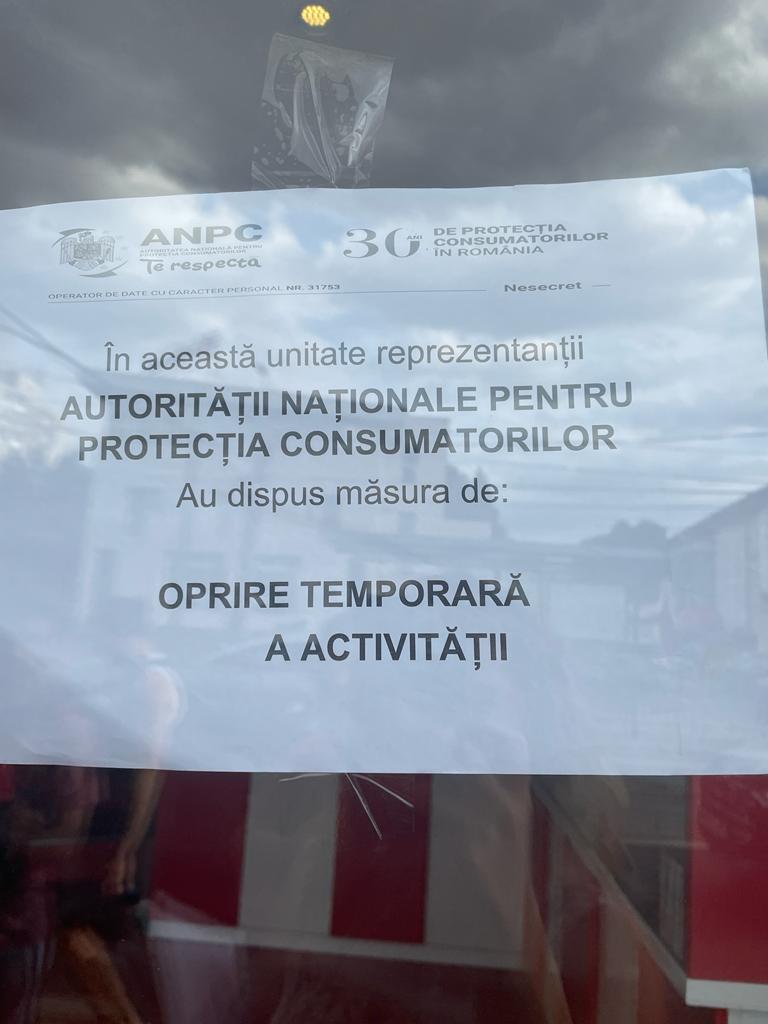 ANPC
AUTORITATEA NAȚIONALĂ PENTRU
PROTECȚIA CONSUMATORILOR
Te respectă
30 ANI DE PROTECȚIA
CONSUMATORILOR
ÎN ROMÂNIA
OPERATOR DE DATE CU CARACTER PERSONAL NR. 31753
Nesecret
În această unitate reprezentanții
AUTORITĂȚII NAȚIONALE PENTRU
PROTECȚIA CONSUMATORILOR
Au dispus măsura de:
OPRIRE TEMPORARĂ
A ACTIVITĂȚII